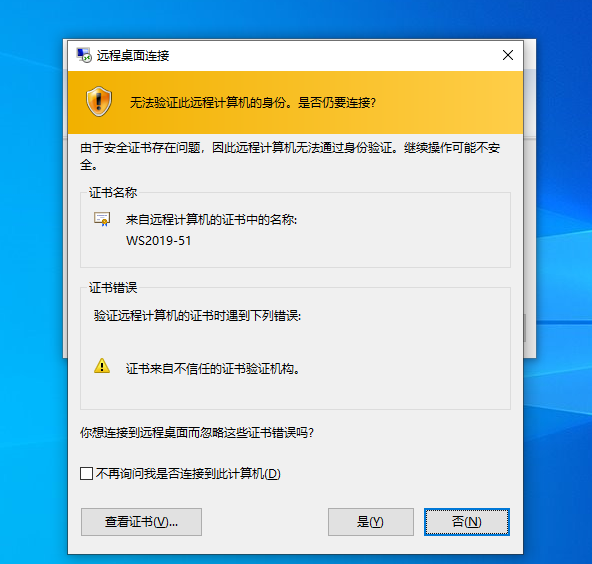 远程桌面连接
无法验证此远程计算机的身份。是否仍要连接?
由于安全证书存在问题，因此远程计算机无法通过身份验证。继续操作可能不安
全。
证书名称
来自远程计算机的证书中的名称:
WS2019-51
证书错误
验证远程计算机的证书时遇到下列错误:
证书来自不信任的证书验证机构。
你想连接到远程桌面而忽略这些证书错误吗?
不再询问我是否连接到此计算机(D)
查看证书(V)...
是(Y)
否(N)